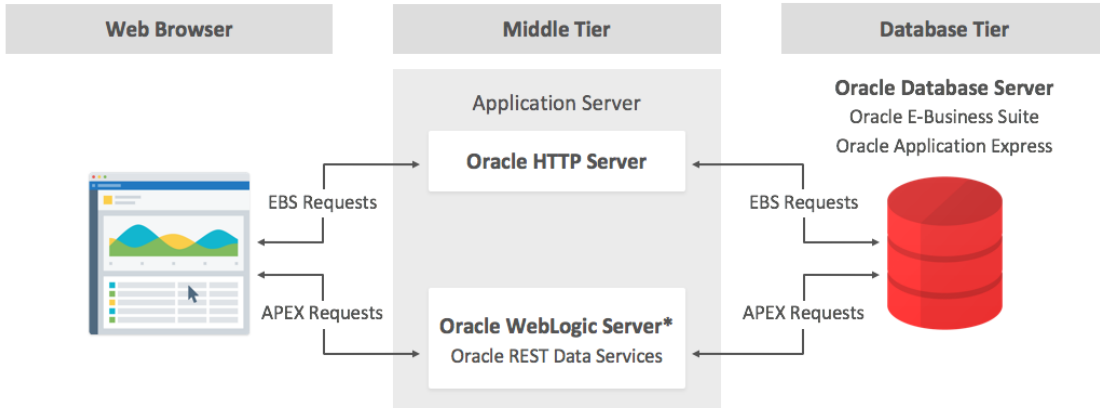 Web Browser
Middle Tier
Database Tier
Application Server
Oracle HTTP Server
Oracle Database Server
Oracle E-Business Suite
Oracle Application Express
EBS Requests
EBS Requests
APEX Requests
APEX Requests
Oracle WebLogic Server*
Oracle REST Data Services